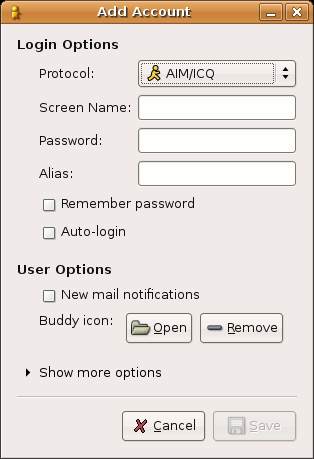 Add Account
Login Options
Protocol: AIM/ICQ
Screen Name:
Password:
Alias:
Remember password
Auto-login
User Options
New mail notifications
Buddy icon: Open Remove
Show more options
Cancel Save